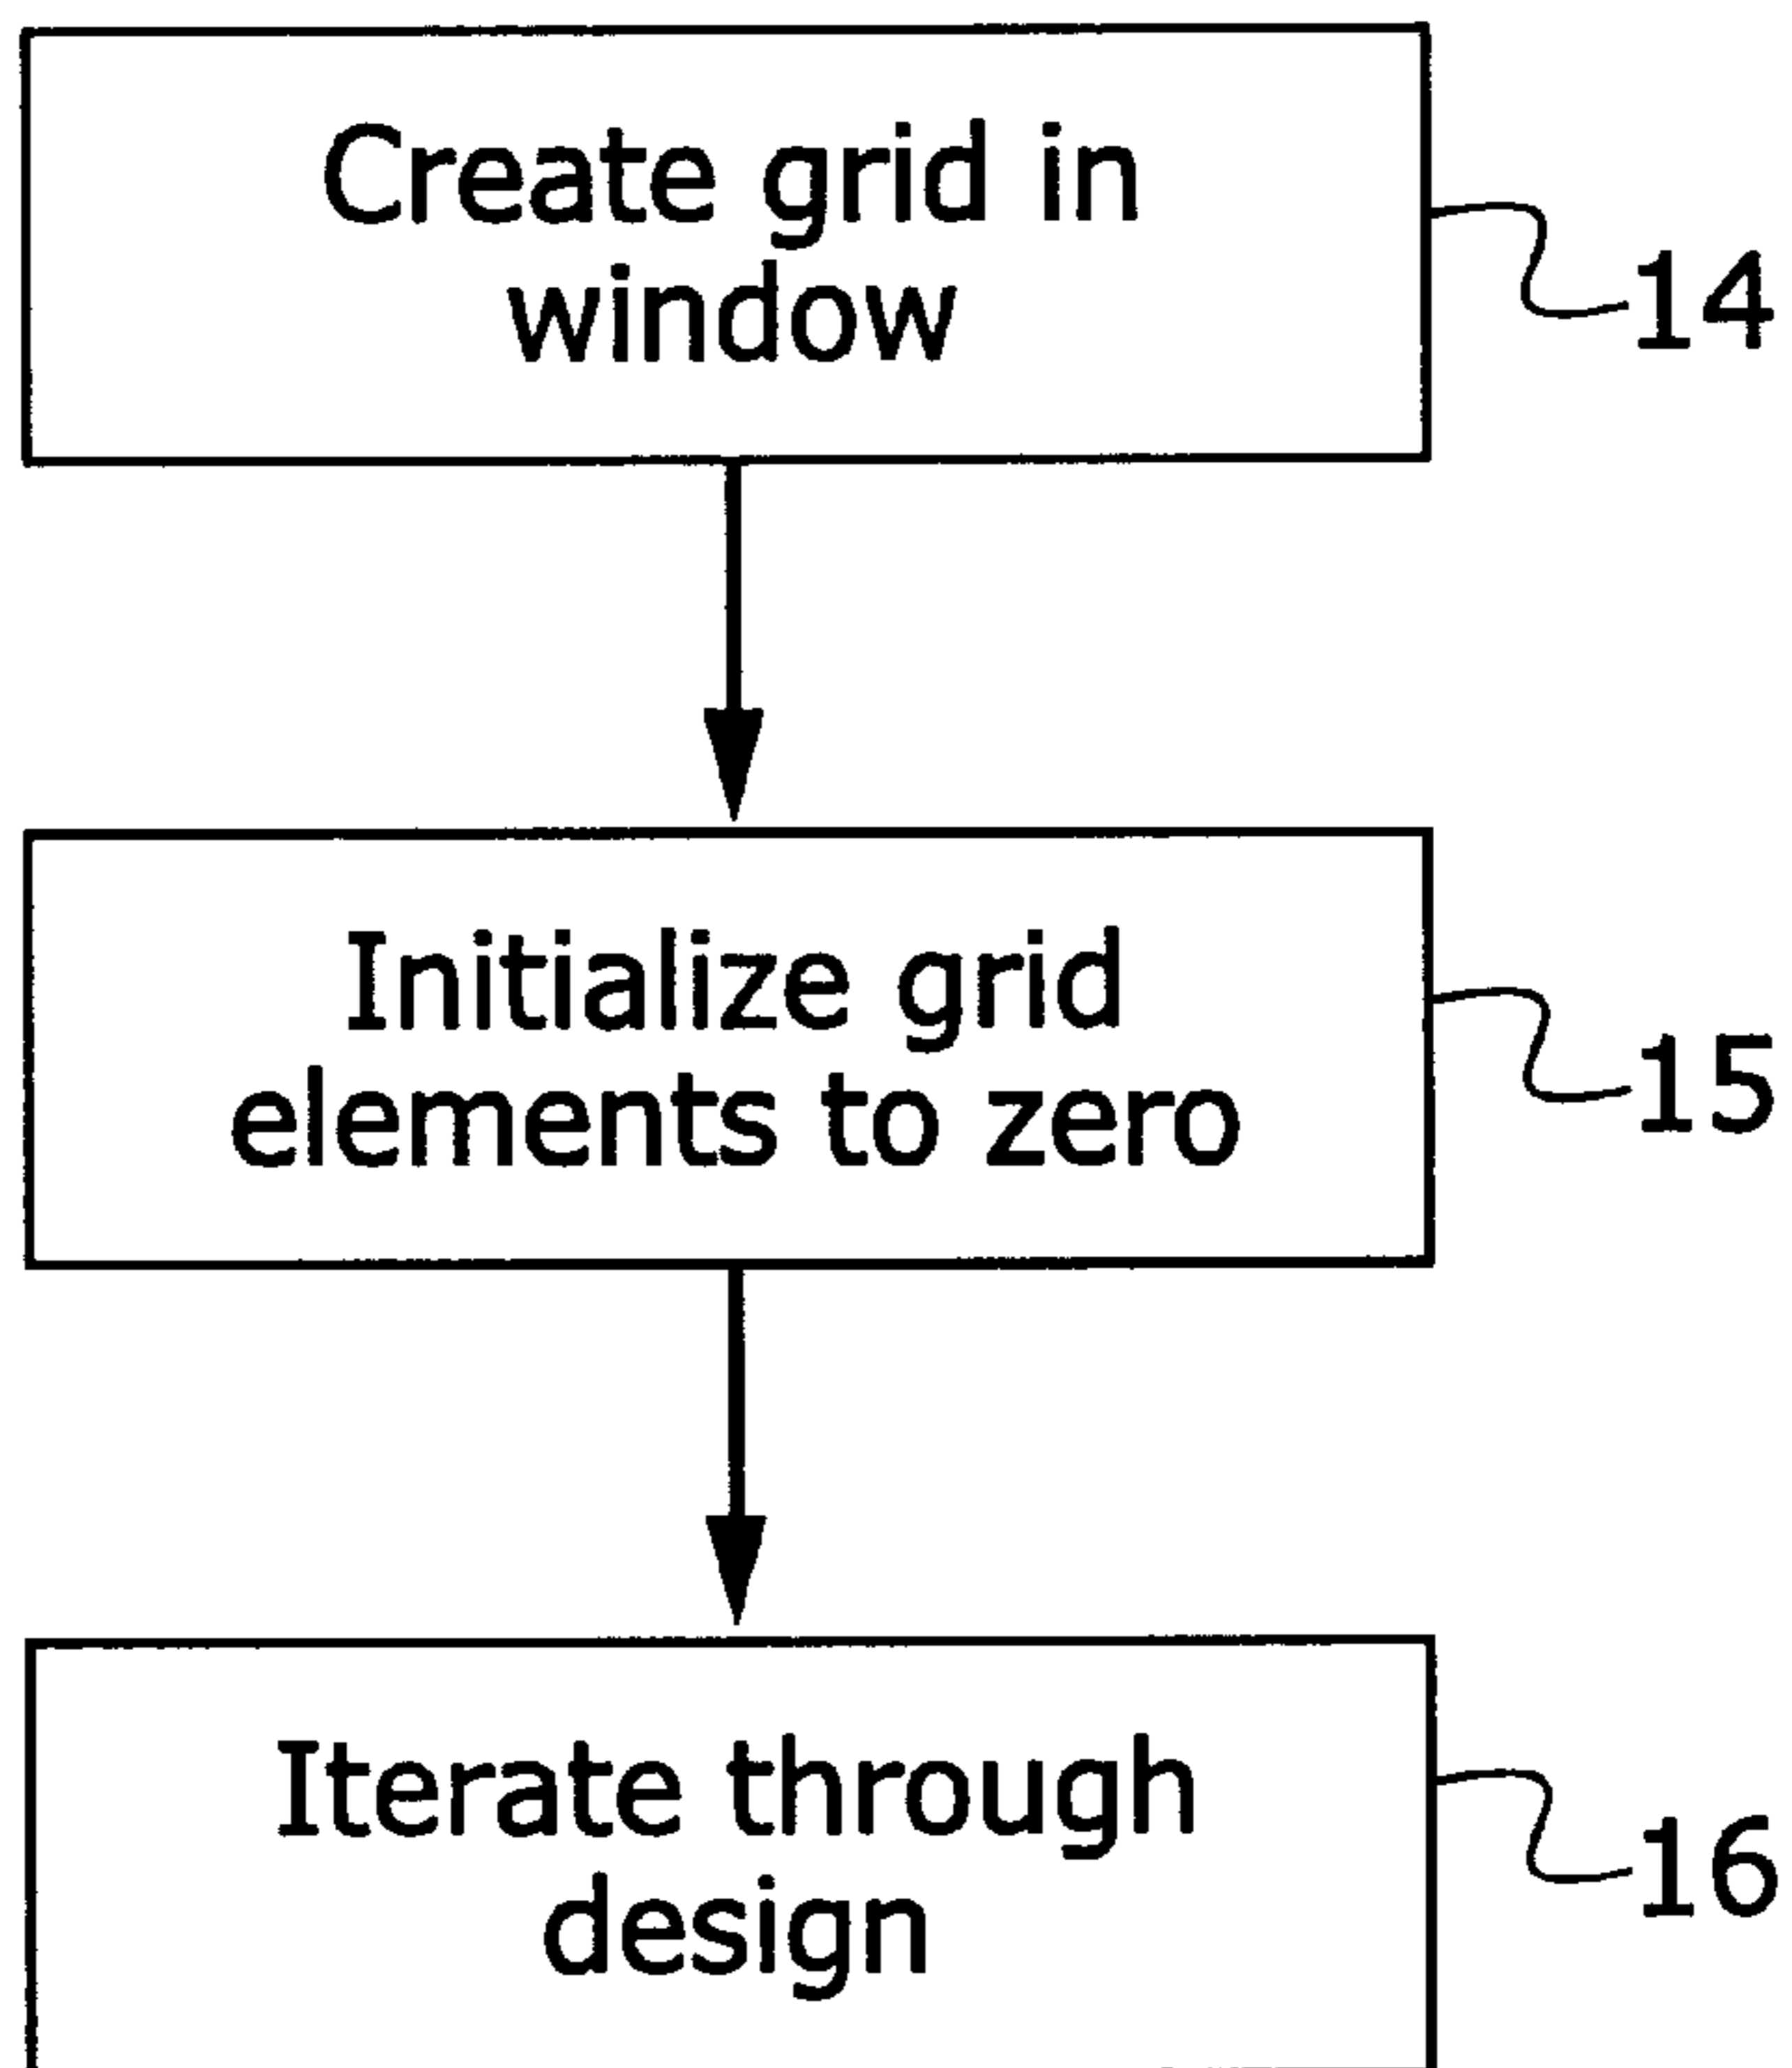 Create grid in
window
14
Initialize grid
elements to zero
15
Iterate through
design
16